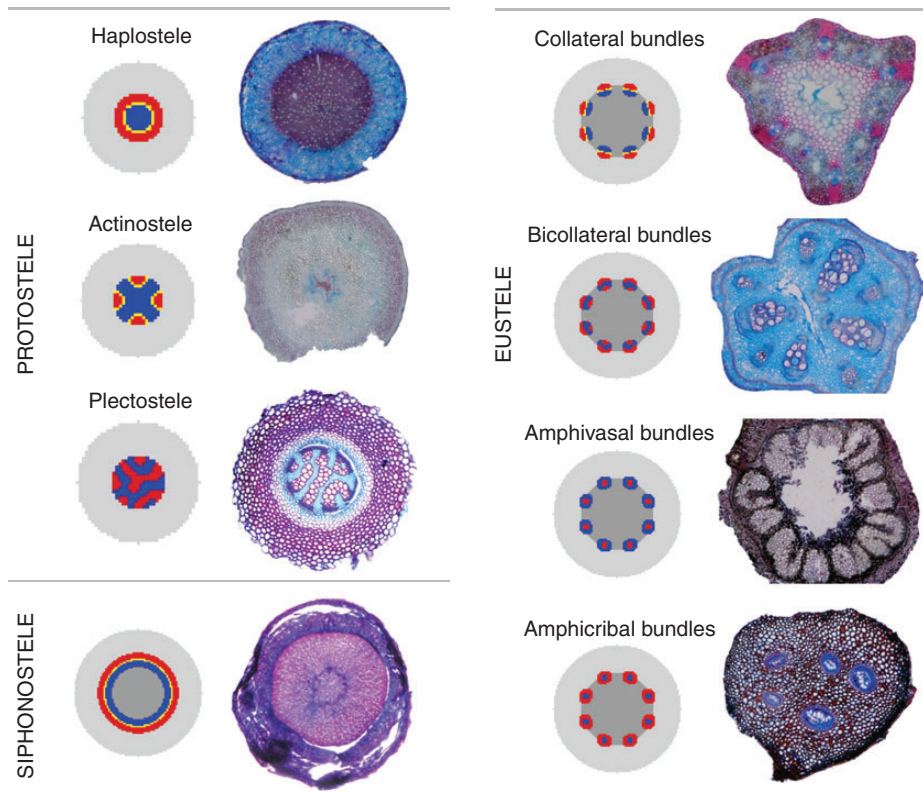 PROTOSTELE
Haplostele
Actinostele
Plectostele
SIPHONOSTELE
EUSTELE
Collateral bundles
Bicollateral bundles
Amphivasal bundles
Amphicribal bundles